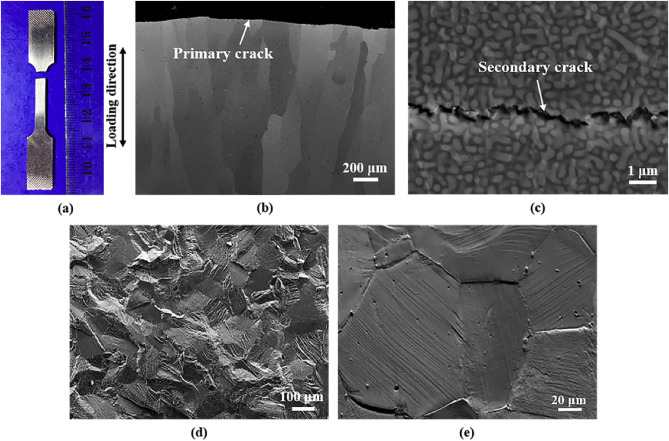 16
15
14
13
12
11
10
(a)
Loading direction
Primary crack
200 μm
(b)
Secondary crack
1 μm
(c)
100 μm
(d)
20 μm
(e)